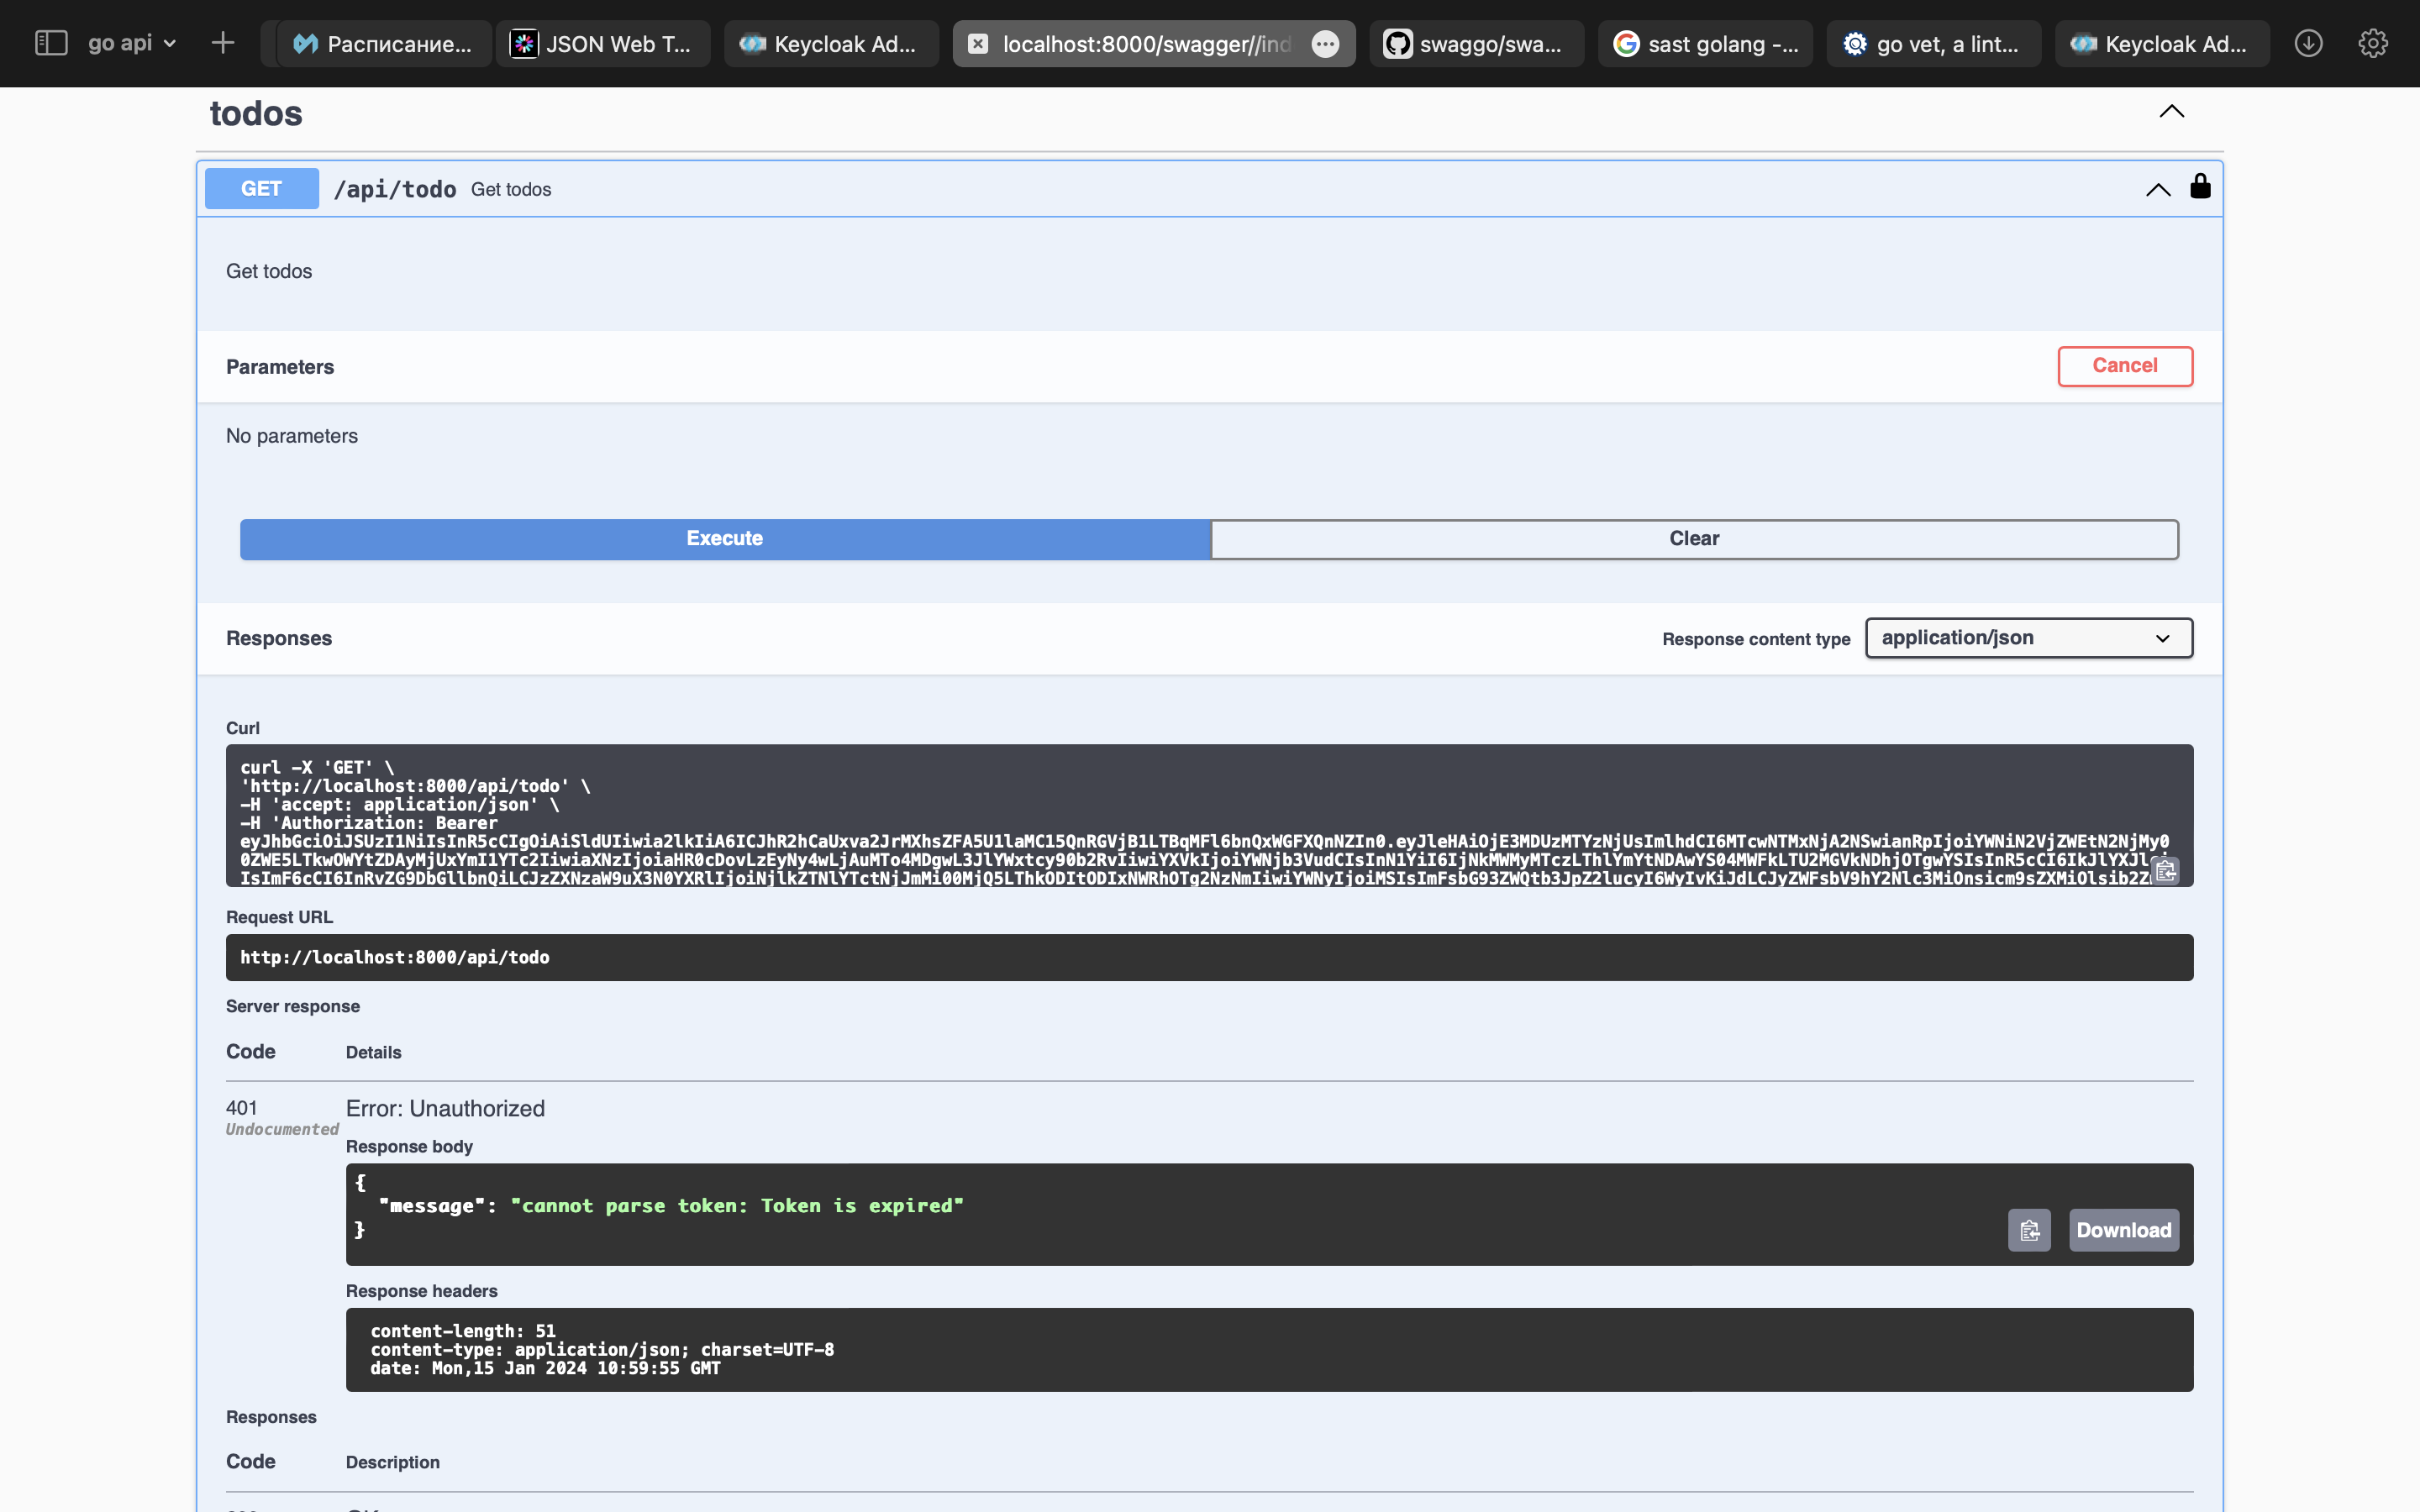 go api
Расписание...
JSON Web T...
Keycloak Ad...
localhost:8000/swagger//ind
swaggo/swa...
sast golang -...
go vet, a lint...
Keycloak Ad...
todos
GET /api/todo Get todos
Get todos
Parameters
Cancel
No parameters
Execute
Clear
Responses
Response content type
application/json
Curl
curl -X 'GET' \
'http://localhost:8000/api/todo' \
-H 'accept: application/json' \
-H 'Authorization: Bearer
Request URL
http://localhost:8000/api/todo
Server response
Code Details
401 Error: Unauthorized
Undocumented
Response body
{
"message": "cannot parse token: Token is expired"
}
Download
Response headers
content-length: 51
content-type: application/json; charset=UTF-8
date: Mon,15 Jan 2024 10:59:55 GMT
Responses
Code Description